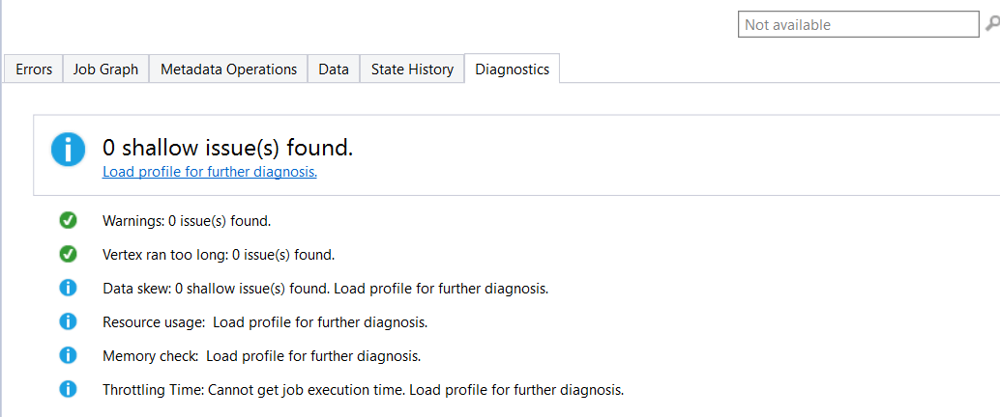 Not available
Errors Job Graph Metadata Operations Data State History Diagnostics
0 shallow issue(s) found.
Load profile for further diagnosis.
Warnings: 0 issue(s) found.
Vertex ran too long: 0 issue(s) found.
Data skew: 0 shallow issue(s) found. Load profile for further diagnosis.
Resource usage:  Load profile for further diagnosis.
Memory check:  Load profile for further diagnosis.
Throttling Time: Cannot get job execution time. Load profile for further diagnosis.